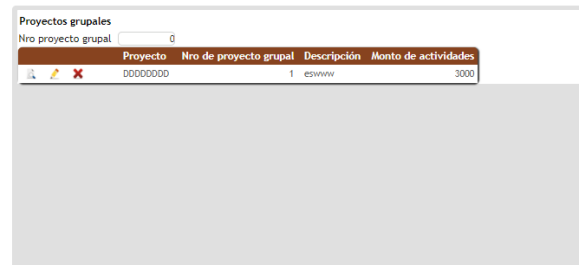 Proyectos grupales
Nro proyecto grupal 0
Proyecto Nro de proyecto grupal Descripción Monto de actividades
DDDDDDDD 1 eswww 3000